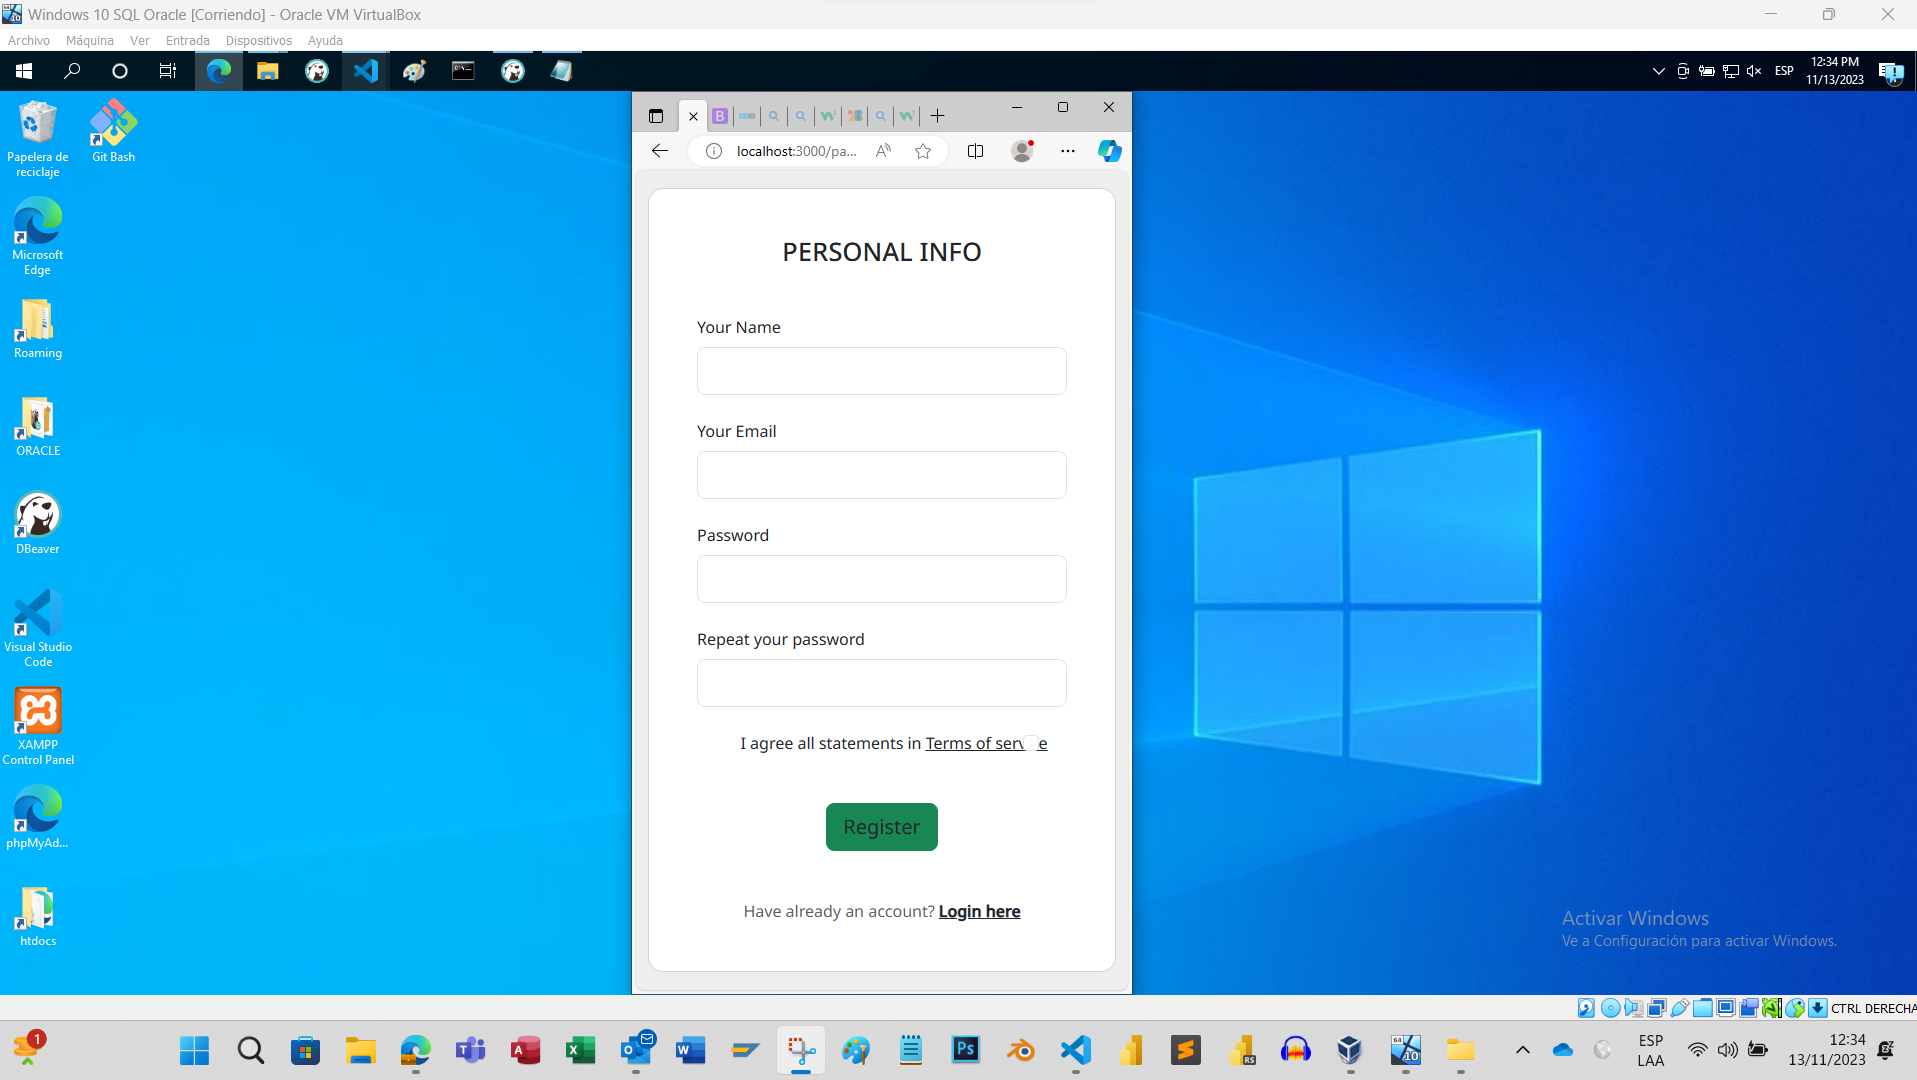 Windows 10 SQL Oracle [Corriendo] - Oracle VM VirtualBox
Archivo Máquina Ver Entrada Dispositivos Ayuda
ESP
12:34 PM
11/13/2023
Papelera de
reciclaje
Git Bash
Microsoft
Edge
Roaming
ORACLE
DBeaver
Visual Studio
Code
XAMPP
Control Panel
phpMyAd...
htdocs
localhost:3000/pa...
PERSONAL INFO
Your Name
Your Email
Password
Repeat your password
I agree all statements in Terms of serv e
Register
Have already an account? Login here
Activar Windows
Ve a Configuración para activar Windows.
CTRL DERECHA
1
ESP
LAA
12:34
13/11/2023